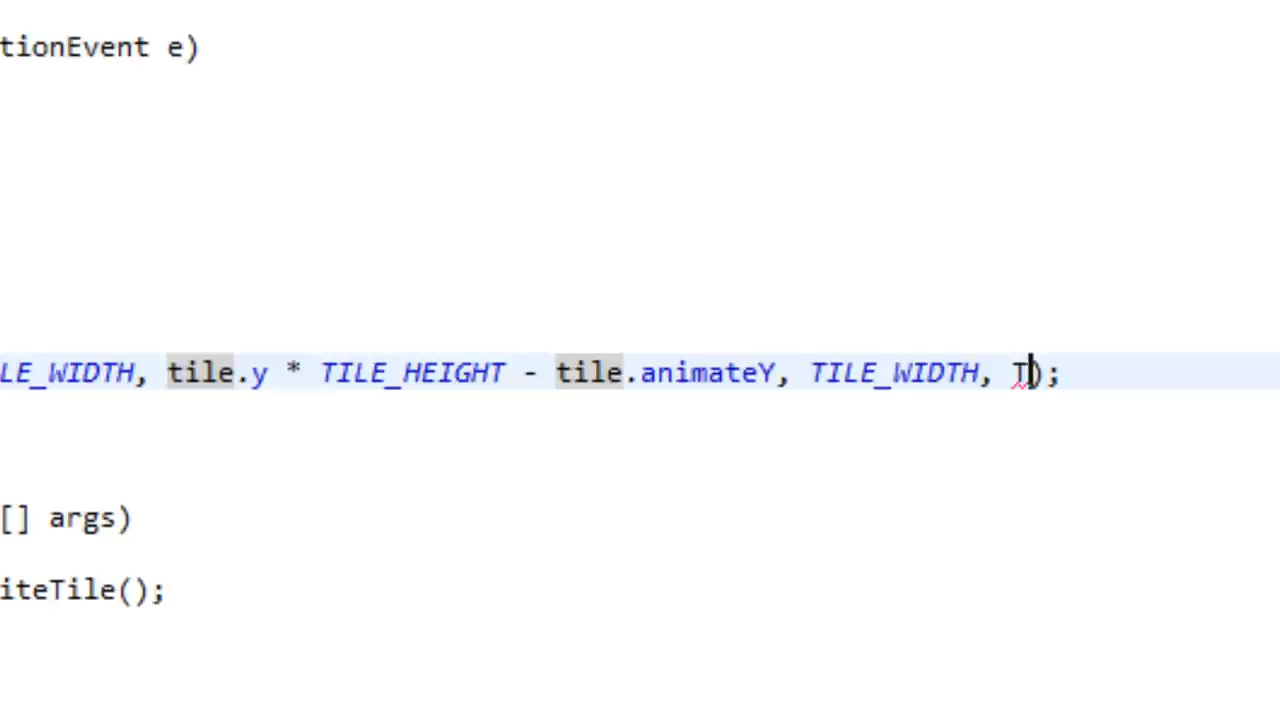 tionEvent e)
LE_WIDTH, tile.y * TILE_HEIGHT - tile.animateY, TILE_WIDTH, T);
[] args)
iteTile();